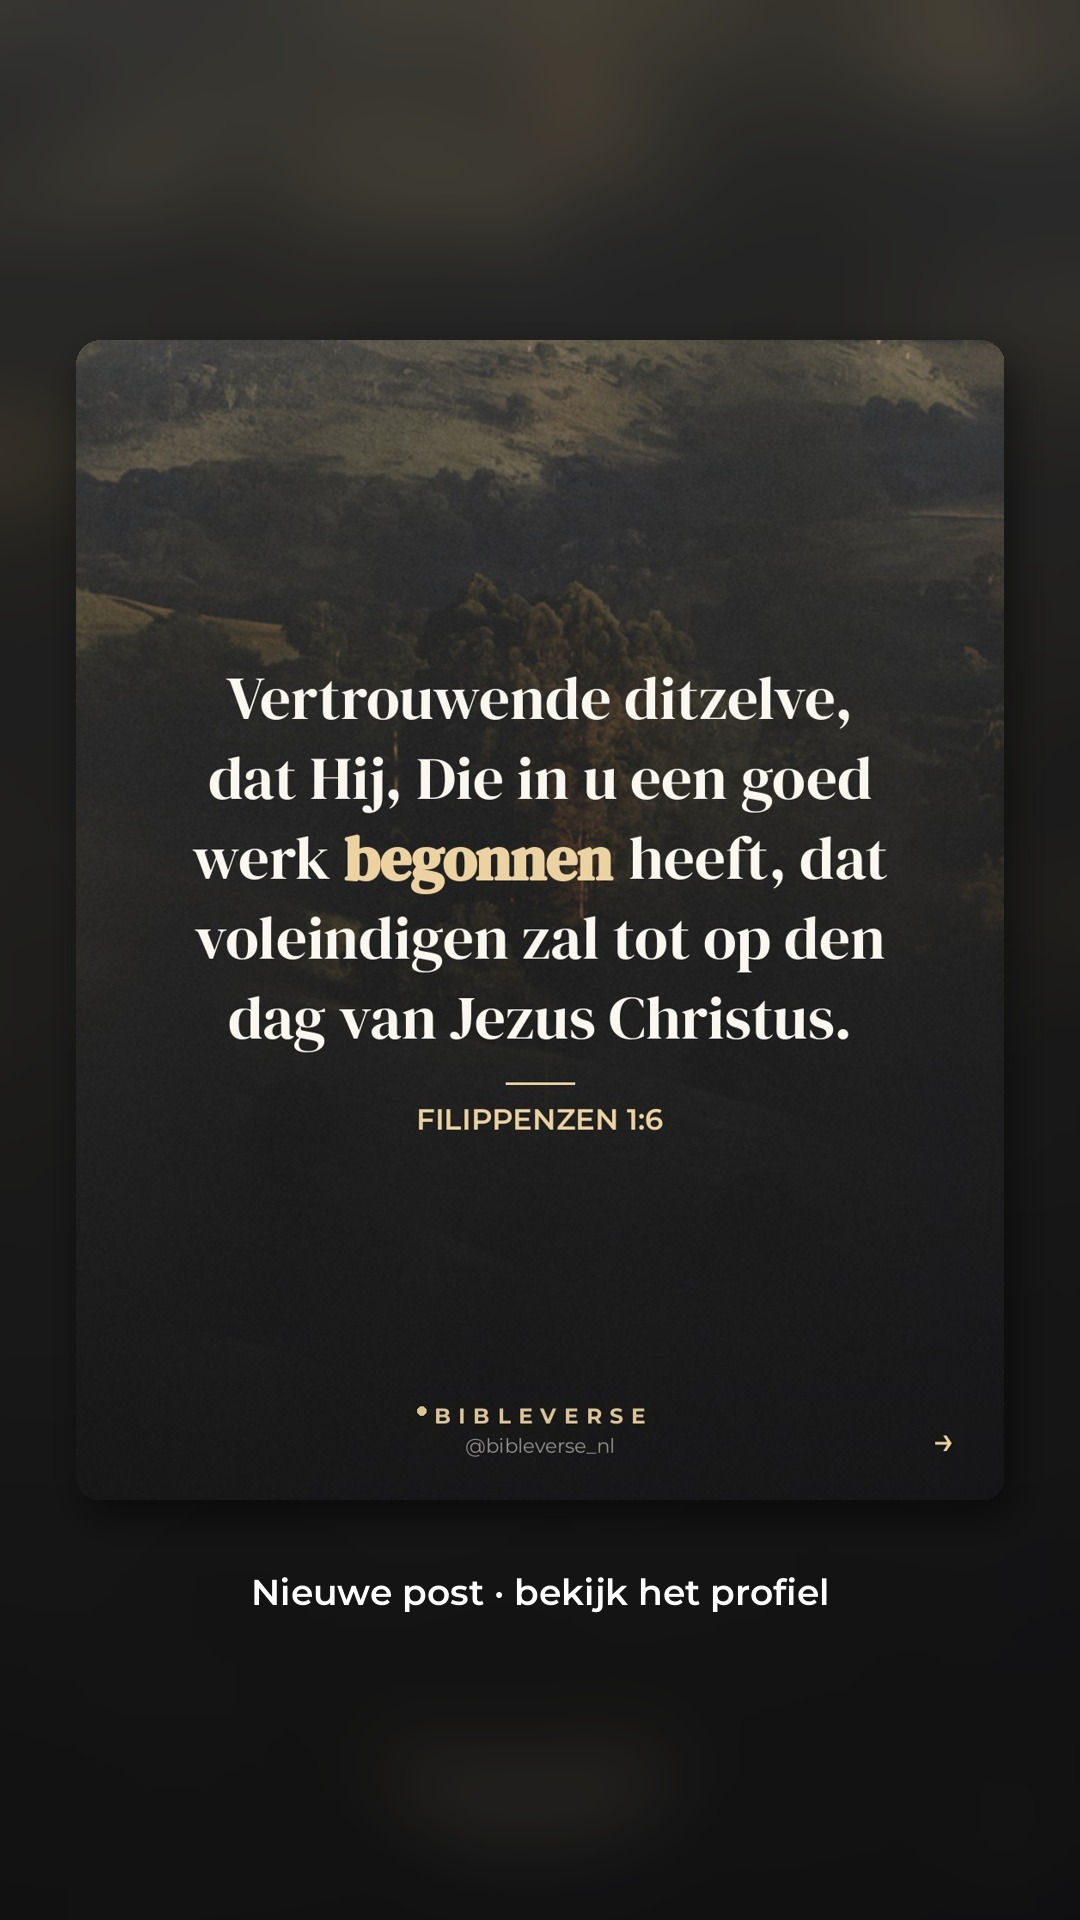 Vertrouwende ditzelve,
dat Hij, Die in u een goed
werk begonnen heeft, dat
voleindigen zal tot op den
dag van Jezus Christus.
FILIPPENZEN 1:6
BIBLEVERSE
@bibleverse_nl
→
Nieuwe post · bekijk het profiel